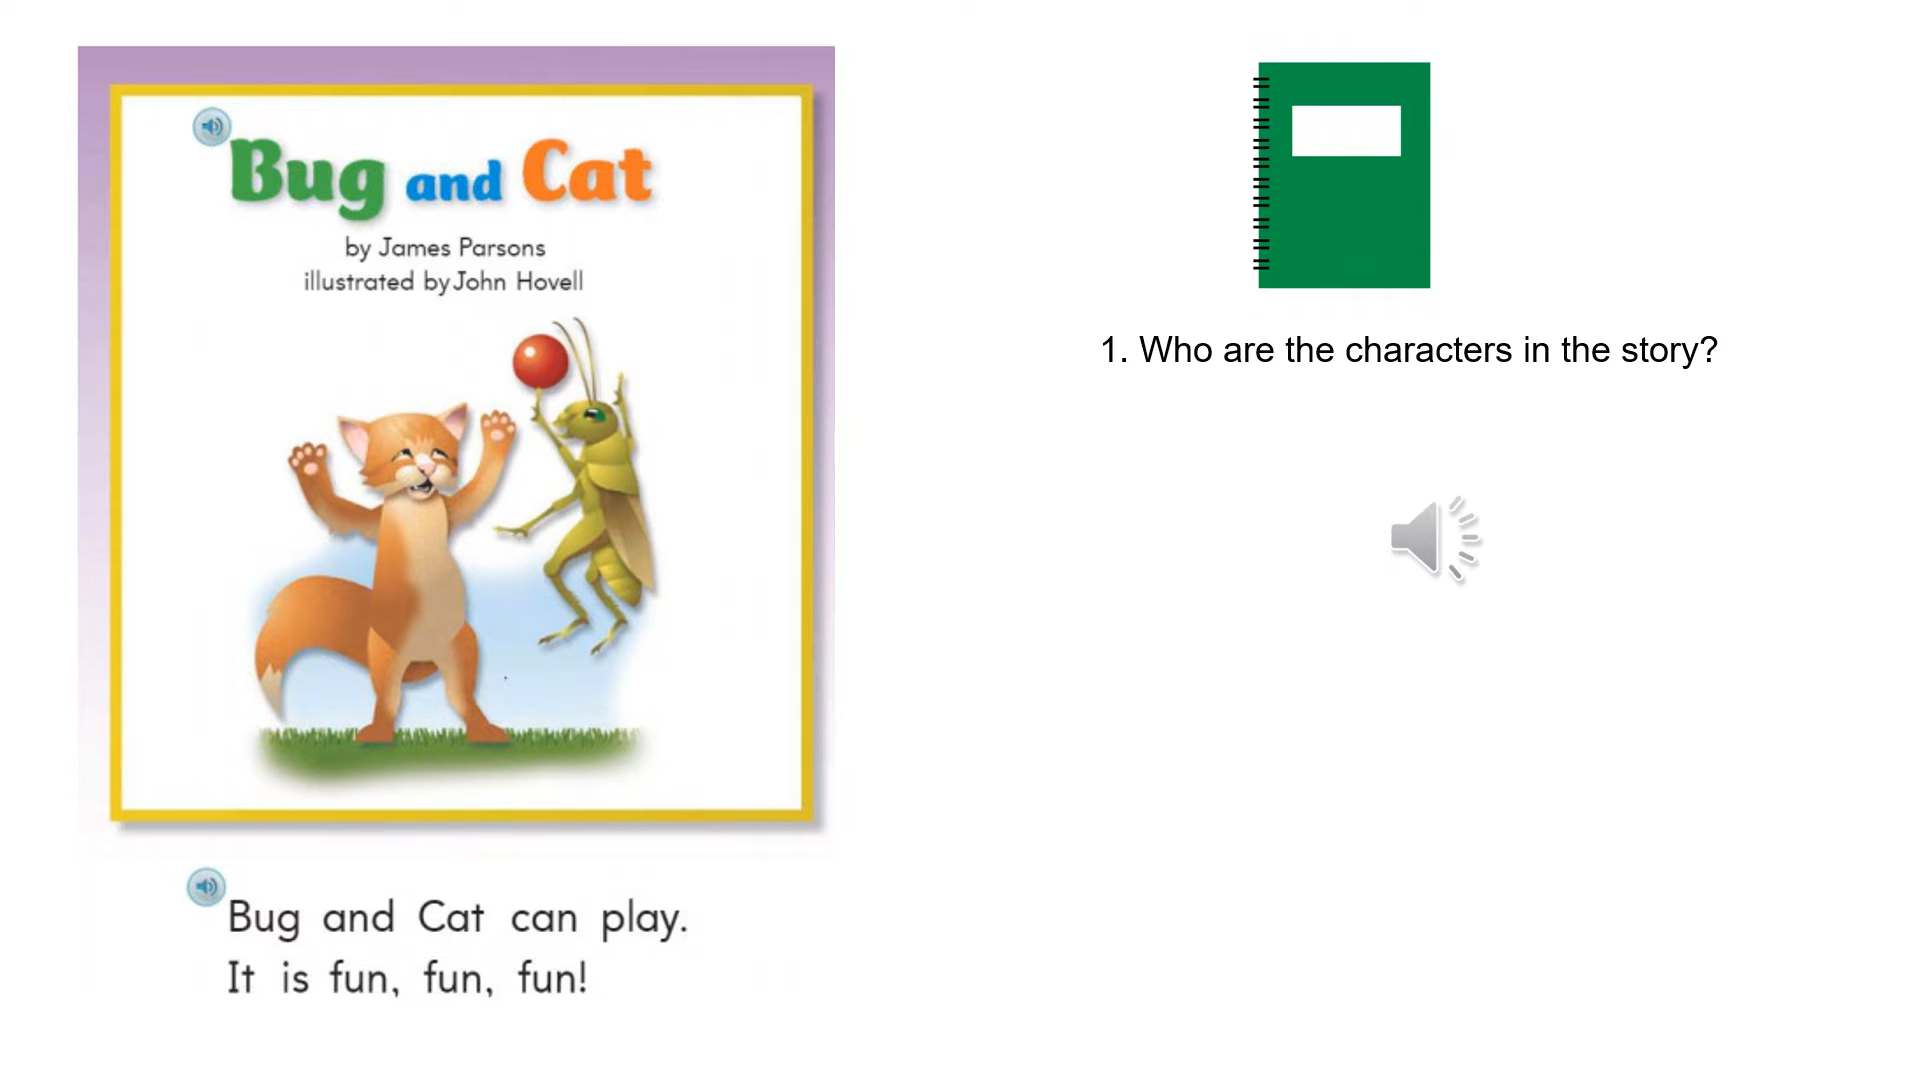 Bug and Cat
by James Parsons
illustrated by John Hovell
Bug and Cat can play.
It is fun, fun, fun!
1. Who are the characters in the story?